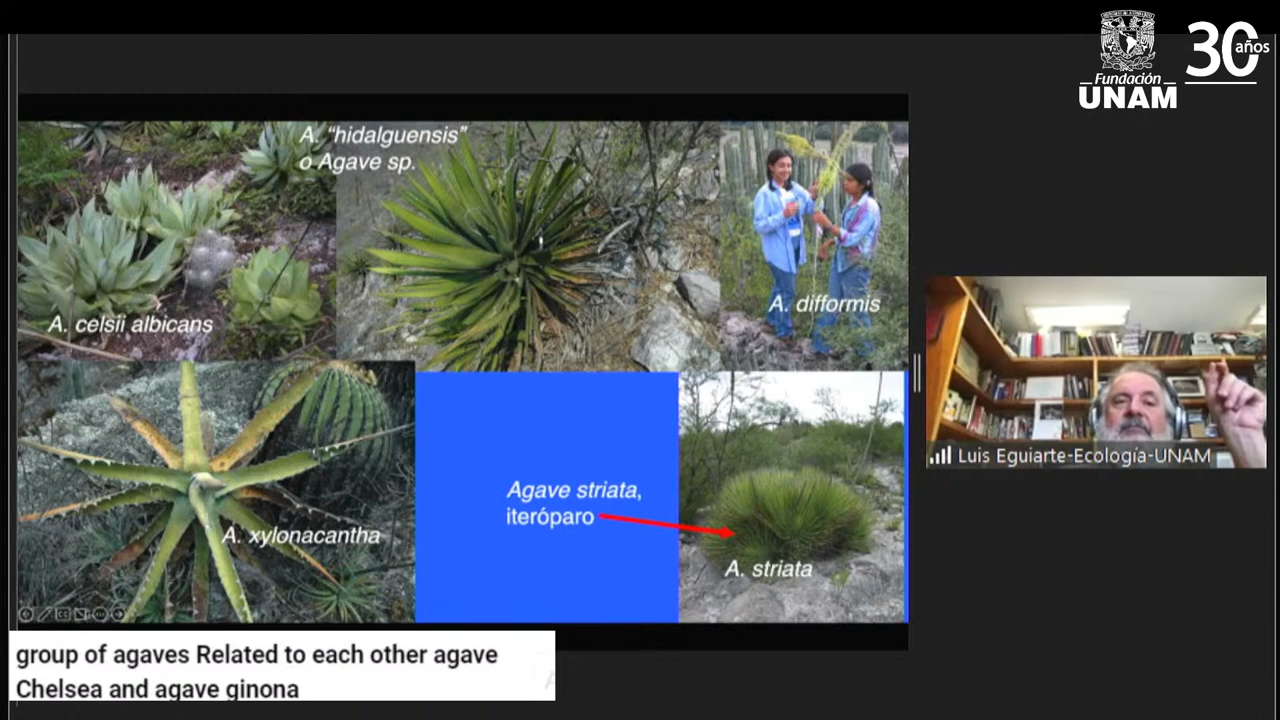 Fundación
UNAM
30
años
A. "hidalguensis"
o Agave sp.
A. celsii albicans
A. difformis
A. xylonacantha
Agave striata,
iteróparo
A. striata
Luis Eguiarte-Ecología-UNAM
group of agaves Related to each other agave
Chelsea and agave ginona